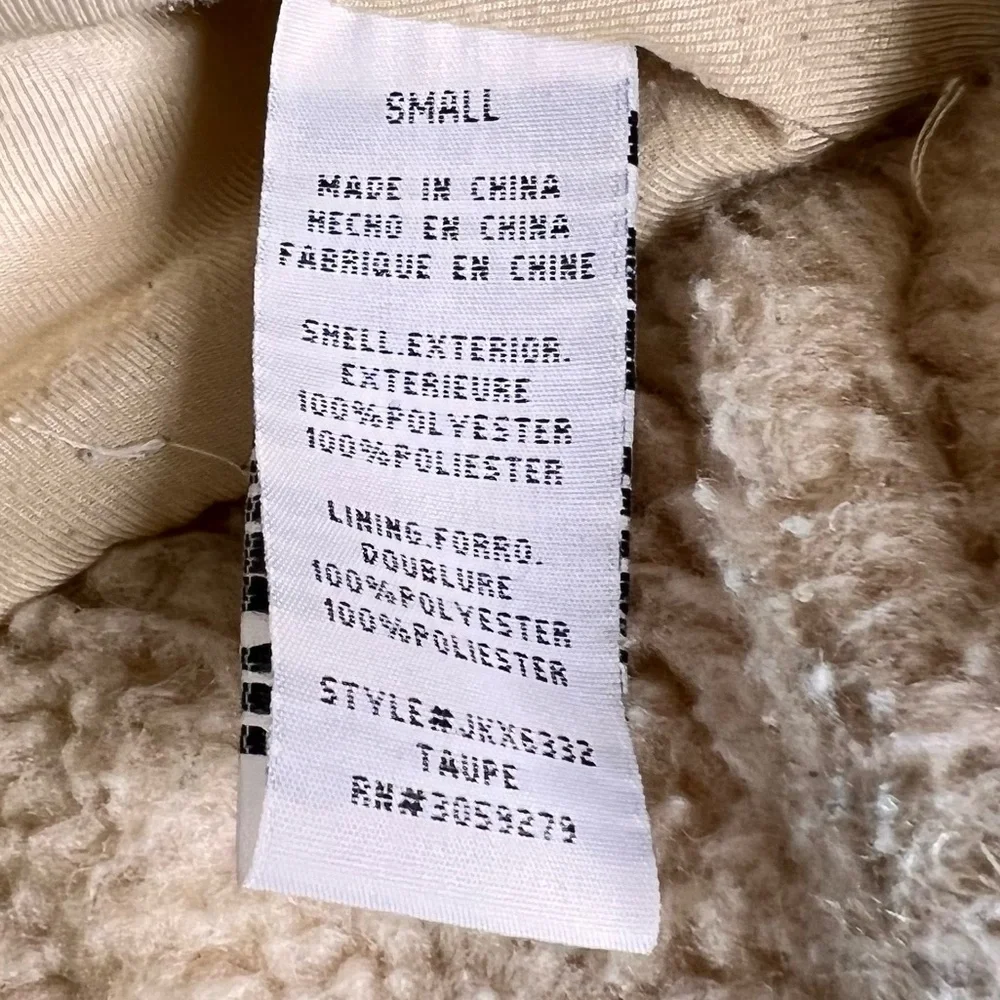 SMALL
MADE IN CHINA
HECHO EN CHINA
FABRIQUE EN CHINE
SHELL.EXTERIOR.
EXTERIEURE
100%POLYESTER
100%POLIESTER
LINING.FORRO.
DOUBLURE
100%POLYESTER
100%POLIESTER
STYLE#JKX6332
TAUPE
RN#3059279